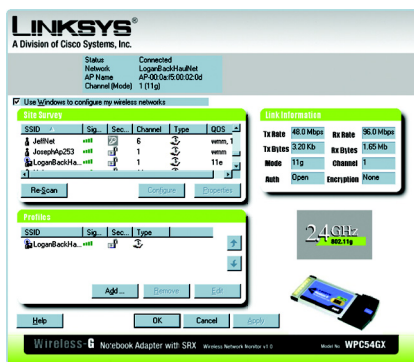 LINKSYS®
A Division of Cisco Systems, Inc.
Status Connected
Network LoganBackHaulNet
AP Name AP-00:0a:f5:00:02:0d
Channel (Mode) 1 (11g)
Use Windows to configure my wireless networks
Site Survey
SSID Sig... Sec... Channel Type QOS
JeffNet 6 wmm, 1
JosephAp253 1 wmm
LoganBackHa... 1 11e
Re-Scan Configure Properties
Link Information
Tx Rate 48.0 Mbps Rx Rate 96.0 Mbps
Tx Bytes 3.20 Kb Rx Bytes 1.65 Mb
Mode 11g Channel 1
Auth Open Encryption None
Profiles
SSID Sig... Sec... Type
LoganBackHa...
Add... Remove Edit
2.4GHz
802.11g
Help OK Cancel Apply
Wireless-G Notebook Adapter with SRX Wireless Network Monitor v1.0 Model No. WPC54GX